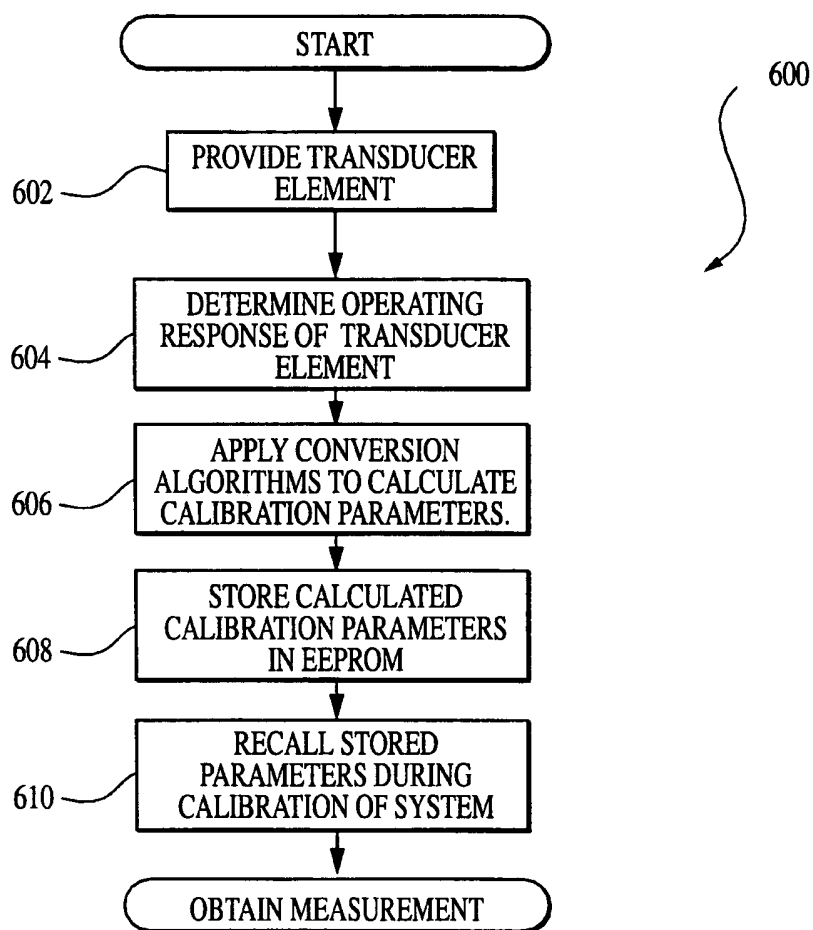 START
600
PROVIDE TRANSDUCER
ELEMENT
602
DETERMINE OPERATING
RESPONSE OF TRANSDUCER
ELEMENT
604
APPLY CONVERSION
ALGORITHMS TO CALCULATE
CALIBRATION PARAMETERS.
606
STORE CALCULATED
CALIBRATION PARAMETERS
IN EEPROM
608
RECALL STORED
PARAMETERS DURING
CALIBRATION OF SYSTEM
610
OBTAIN MEASUREMENT